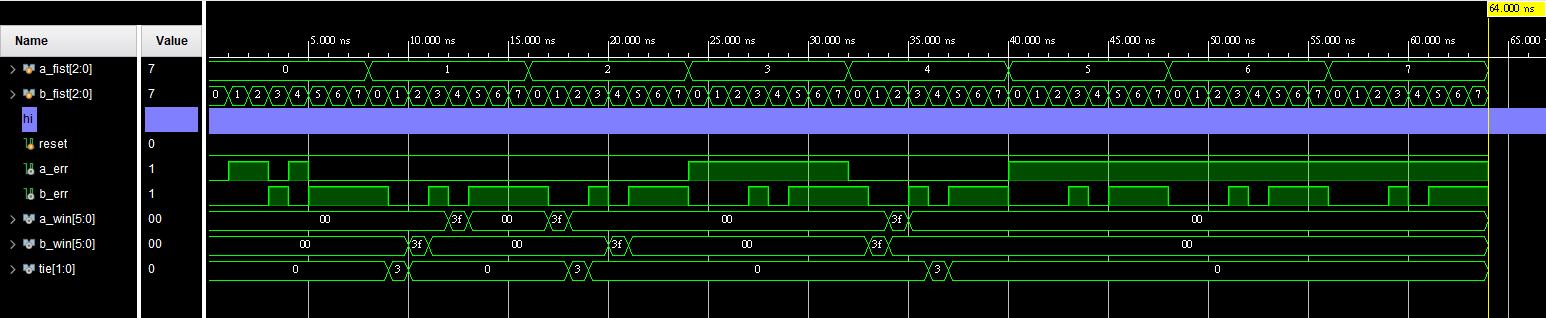 64.000 ns
Name Value 5.000 ns 10.000 ns 15.000 ns 20.000 ns 25.000 ns 30.000 ns 35.000 ns 40.000 ns 45.000 ns 50.000 ns 55.000 ns 60.000 ns 65.000 ns
a_fist[2:0] 7 0 1 2 3 4 5 6 7
b_fist[2:0] 7 0 1 2 3 4 5 6 7 0 1 2 3 4 5 6 7 0 1 2 3 4 5 6 7 0 1 2 3 4 5 6 7 0 1 2 3 4 5 6 7 0 1 2 3 4 5 6 7 0 1 2 3 4 5 6 7 0 1 2 3 4 5 6 7
hi
reset 0
a_err 1
b_err 1
a_win[5:0] 00 00 3f 00 3f 00 3f 00
b_win[5:0] 00 00 3f 00 3f 00 3f 00
tie[1:0] 0 0 3 0 3 0 3 0